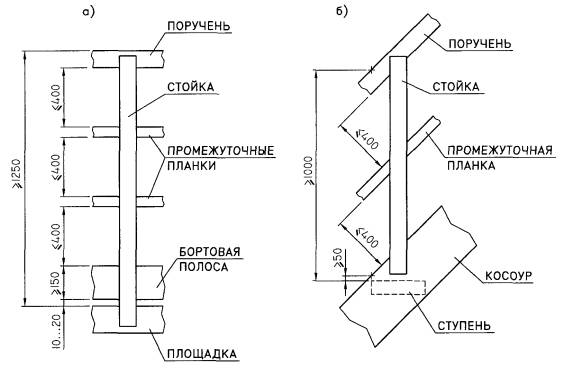 а)
ПОРУЧЕНЬ
СТОЙКА
ПРОМЕЖУТОЧНЫЕ
ПЛАНКИ
БОРТОВАЯ
ПОЛОСА
ПЛОЩАДКА
≥1250
≤400
≤400
≤400
≥150
10...20
б)
ПОРУЧЕНЬ
СТОЙКА
ПРОМЕЖУТОЧНАЯ
ПЛАНКА
КОСОУР
СТУПЕНЬ
≥1000
≤400
≤400
≥50